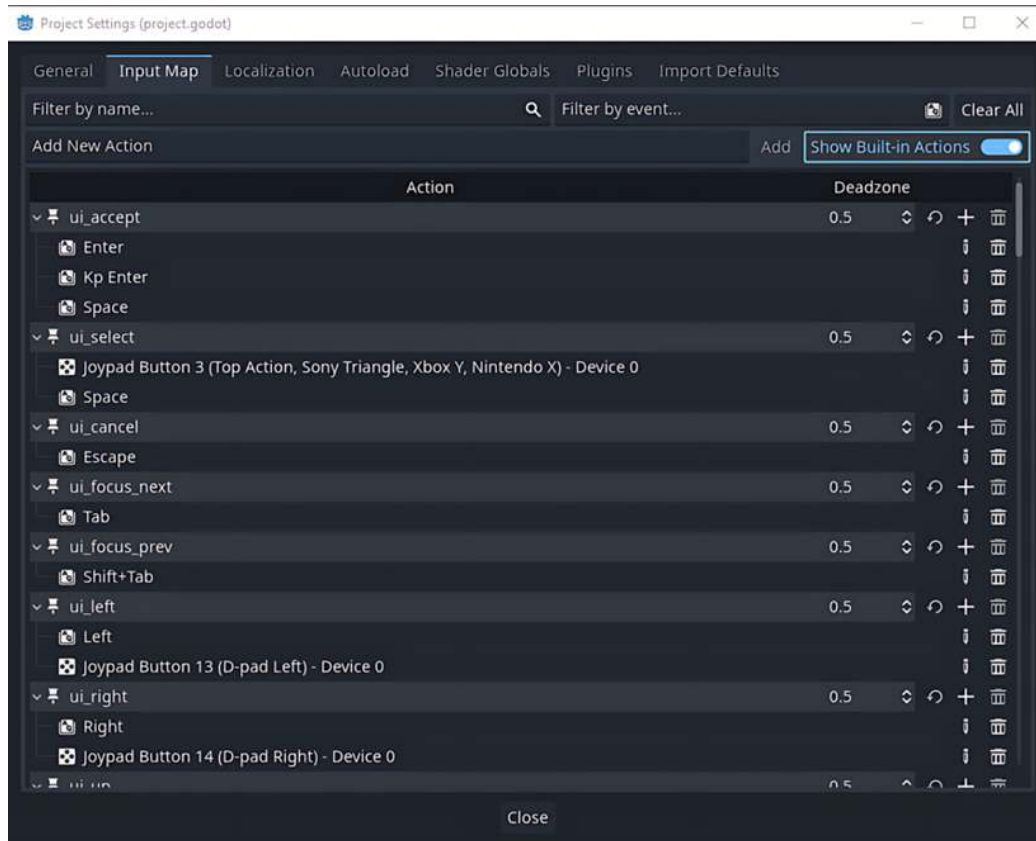 Project Settings (project.godot)
General Input Map Localization Autoload Shader Globals Plugins Import Defaults
Filter by name... Filter by event... Clear All
Add New Action Add Show Built-in Actions
Action Deadzone
ui_accept 0.5
Enter
Kp Enter
Space
ui_select 0.5
Joypad Button 3 (Top Action, Sony Triangle, Xbox Y, Nintendo X) - Device 0
Space
ui_cancel 0.5
Escape
ui_focus_next 0.5
Tab
ui_focus_prev 0.5
Shift+Tab
ui_left 0.5
Left
Joypad Button 13 (D-pad Left) - Device 0
ui_right 0.5
Right
Joypad Button 14 (D-pad Right) - Device 0
ui_up 0.5
Close